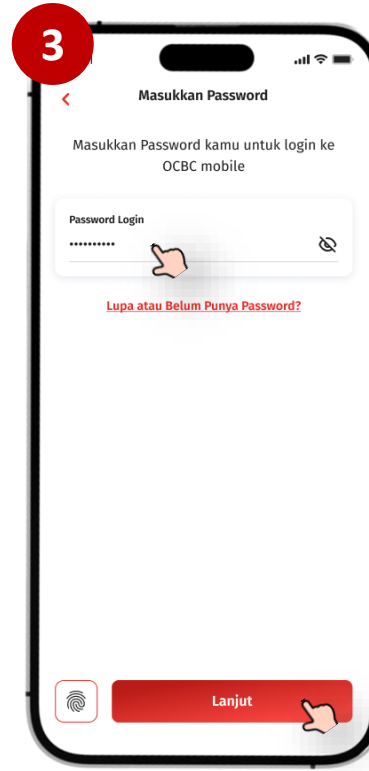 3
Masukkan Password
Masukkan Password kamu untuk login ke
OCBC mobile
Password Login
••••••••••
Lupa atau Belum Punya Password?
Lanjut